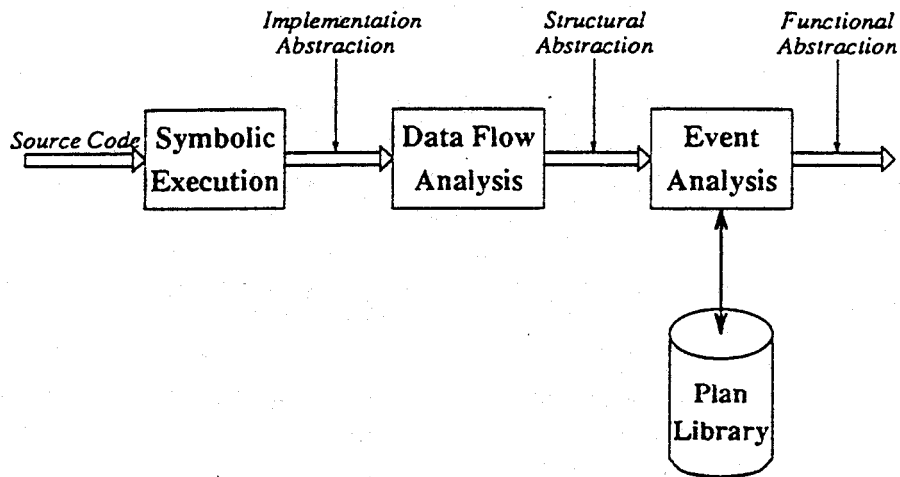 Implementation
Abstraction
Structural
Abstraction
Functional
Abstraction
Source Code
Symbolic
Execution
Data Flow
Analysis
Event
Analysis
Plan
Library